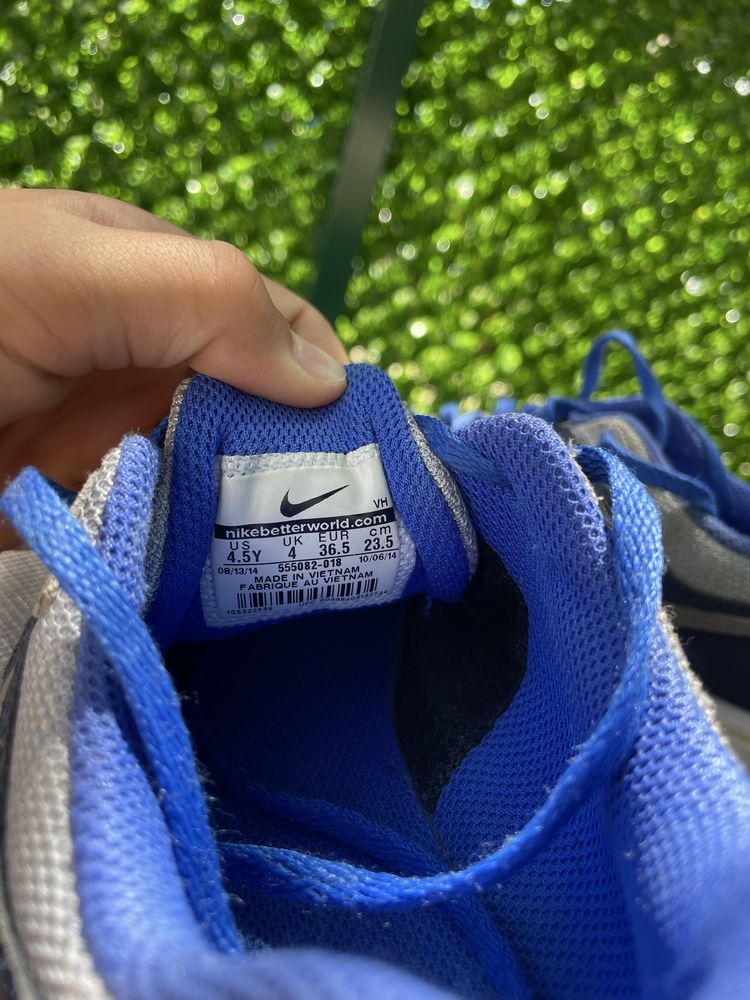 VH
nikebetterworld.com
US UK EUR cm
4.5Y 4 36.5 23.5
08/13/14 555082-018 10/06/14
MADE IN VIETNAM
FABRIQUE AU VIETNAM